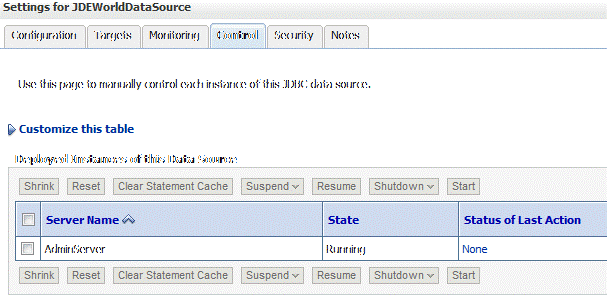 Settings for JDEWorldDataSource
Configuration Targets Monitoring Control Security Notes
Use this page to manually control each instance of this JDBC data source.
Customize this table
Deployed Instances of this Data Source
Shrink Reset Clear Statement Cache Suspend Resume Shutdown Start
Server Name State Status of Last Action
AdminServer Running None
Shrink Reset Clear Statement Cache Suspend Resume Shutdown Start